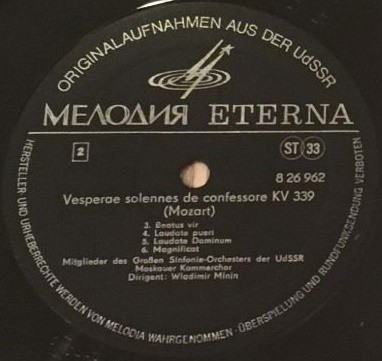 ORIGINALAUFNAHMEN AUS DER UdSSR
МЕЛОДИЯ ETERNA
2
ST 33
8 26 962
Vesperae solennes de confessore KV 339
(Mozart)
3. Beatus vir
4. Laudate pueri
5. Laudate Dominum
6. Magnificat
Mitglieder des Großen Sinfonie-Orchesters der UdSSR
Moskauer Kammerchor
Dirigent: Wladimir Minin
HERSTELLER- UND URHEBERRECHTE WERDEN VON MELODIA WAHRGENOMMEN · ÜBERSPIELUNG UND RUNDFUNKSENDUNG VERBOTEN